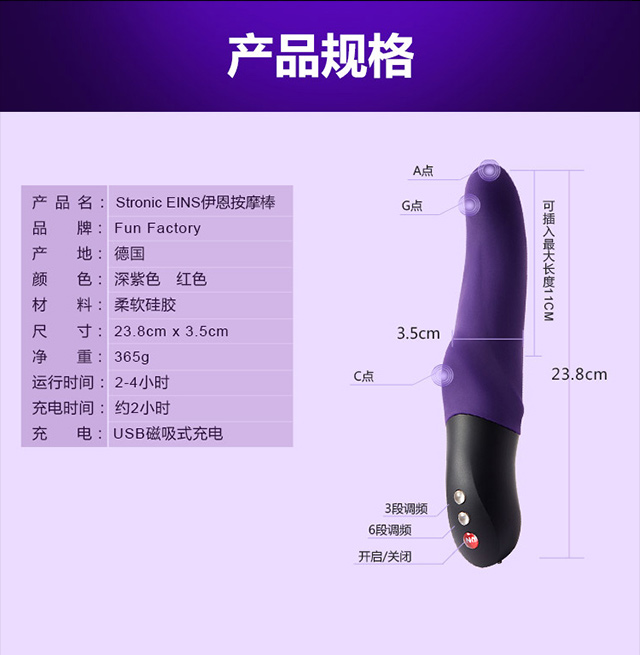 产品规格
产品名：Stronic EINS伊恩按摩棒
品牌：Fun Factory
产地：德国
颜色：深紫色 红色
材料：柔软硅胶
尺寸：23.8cm x 3.5cm
净重：365g
运行时间：2-4小时
充电时间：约2小时
充电：USB磁吸式充电
A点
G点
可插入最大长度11CM
3.5cm
C点
23.8cm
3段调频
6段调频
开启/关闭